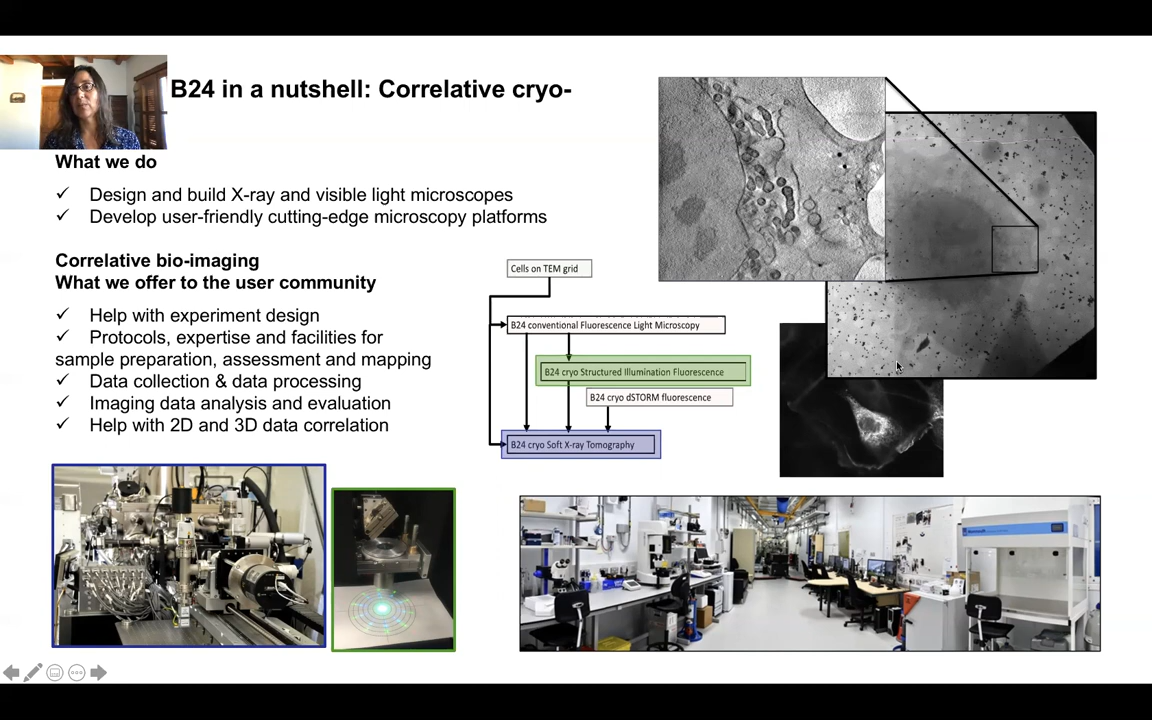 B24 in a nutshell: Correlative cryo-
What we do
✓ Design and build X-ray and visible light microscopes
✓ Develop user-friendly cutting-edge microscopy platforms
Correlative bio-imaging
What we offer to the user community
✓ Help with experiment design
✓ Protocols, expertise and facilities for
sample preparation, assessment and mapping
✓ Data collection & data processing
✓ Imaging data analysis and evaluation
✓ Help with 2D and 3D data correlation
Cells on TEM grid
B24 conventional Fluorescence Light Microscopy
B24 cryo Structured Illumination Fluorescence
B24 cryo dSTORM fluorescence
B24 cryo Soft X-ray Tomography